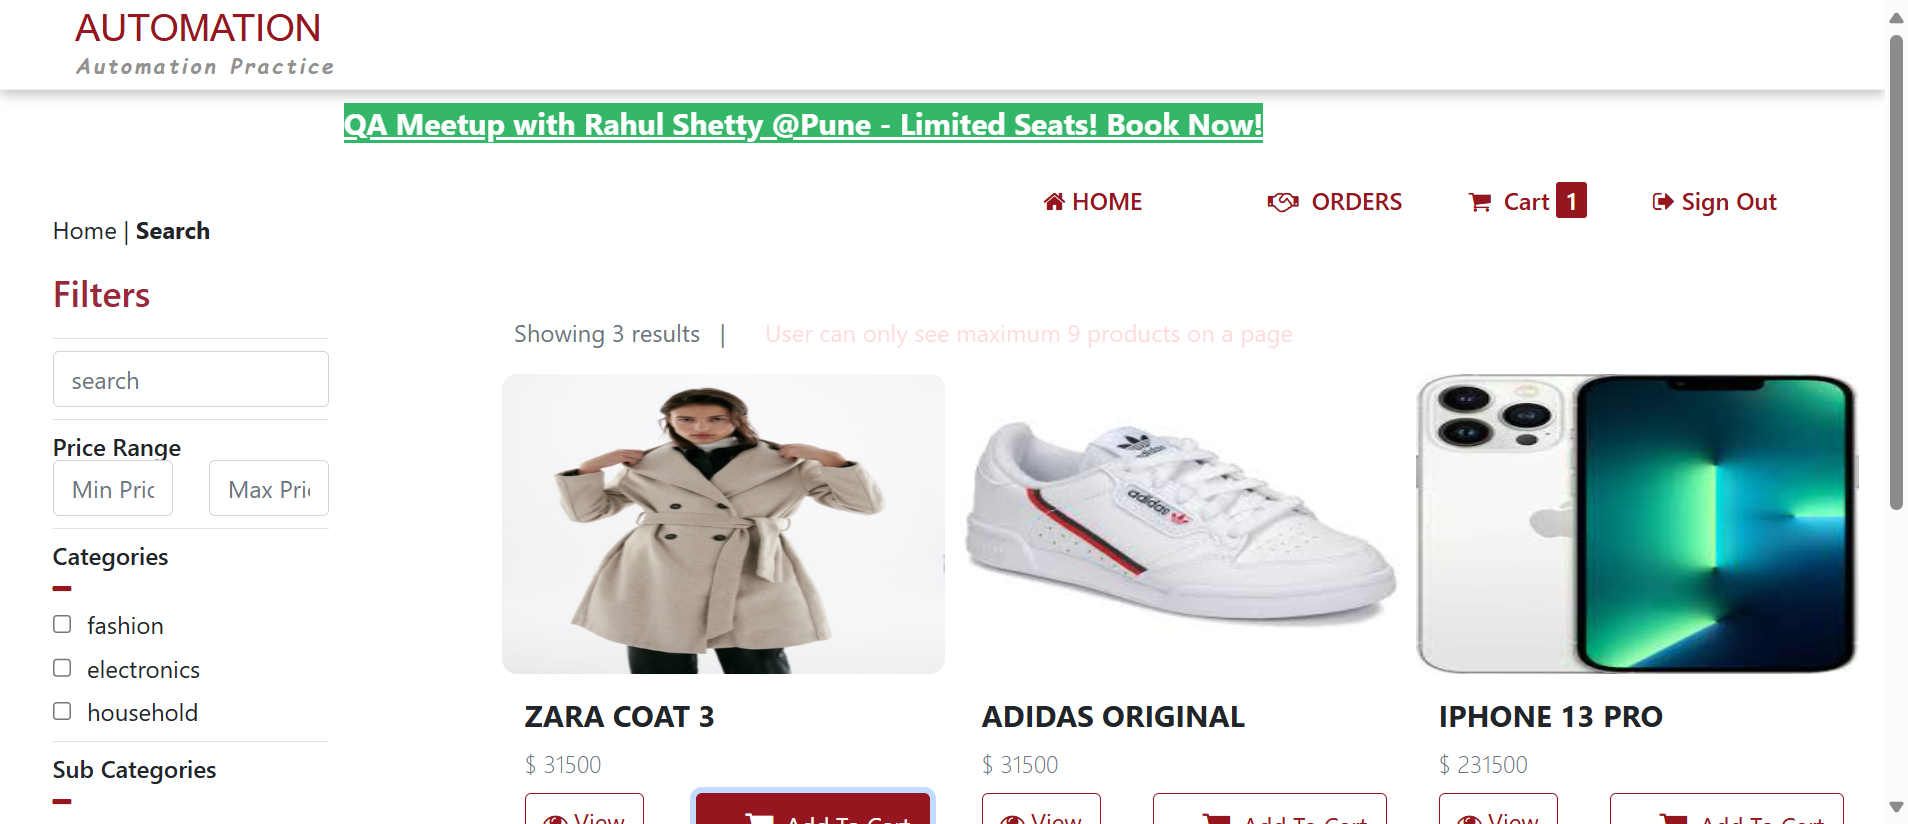 AUTOMATION
Automation Practice
QA Meetup with Rahul Shetty @Pune - Limited Seats! Book Now!
HOME ORDERS Cart 1 Sign Out
Home | Search
Filters
Showing 3 results | User can only see maximum 9 products on a page
search
Price Range
Min Pric Max Pri
Categories
fashion
electronics
household
Sub Categories
adidas
adidas
ZARA COAT 3 ADIDAS ORIGINAL IPHONE 13 PRO
$ 31500 $ 31500 $ 231500
View Add To Cart View Add To Cart View Add To Cart